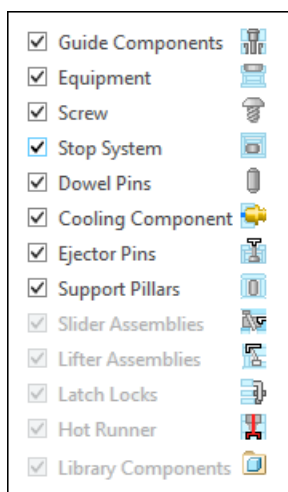 Guide Components
Equipment
Screw
Stop System
Dowel Pins
Cooling Component
Ejector Pins
Support Pillars
Slider Assemblies
Lifter Assemblies
Latch Locks
Hot Runner
Library Components